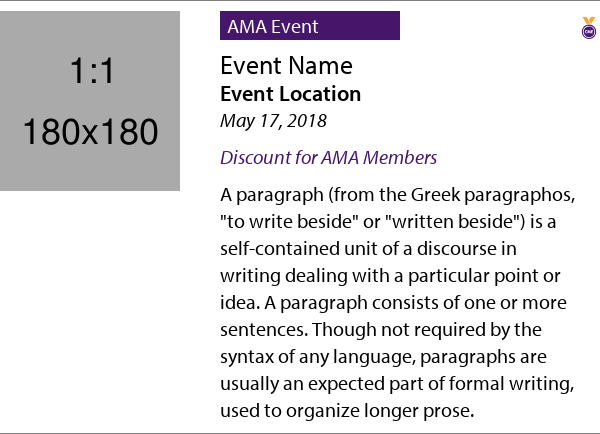 1:1
180x180
AMA Event
Event Name
Event Location
May 17, 2018
Discount for AMA Members
A paragraph (from the Greek paragraphos,
"to write beside" or "written beside") is a
self-contained unit of a discourse in
writing dealing with a particular point or
idea. A paragraph consists of one or more
sentences. Though not required by the
syntax of any language, paragraphs are
usually an expected part of formal writing,
used to organize longer prose.